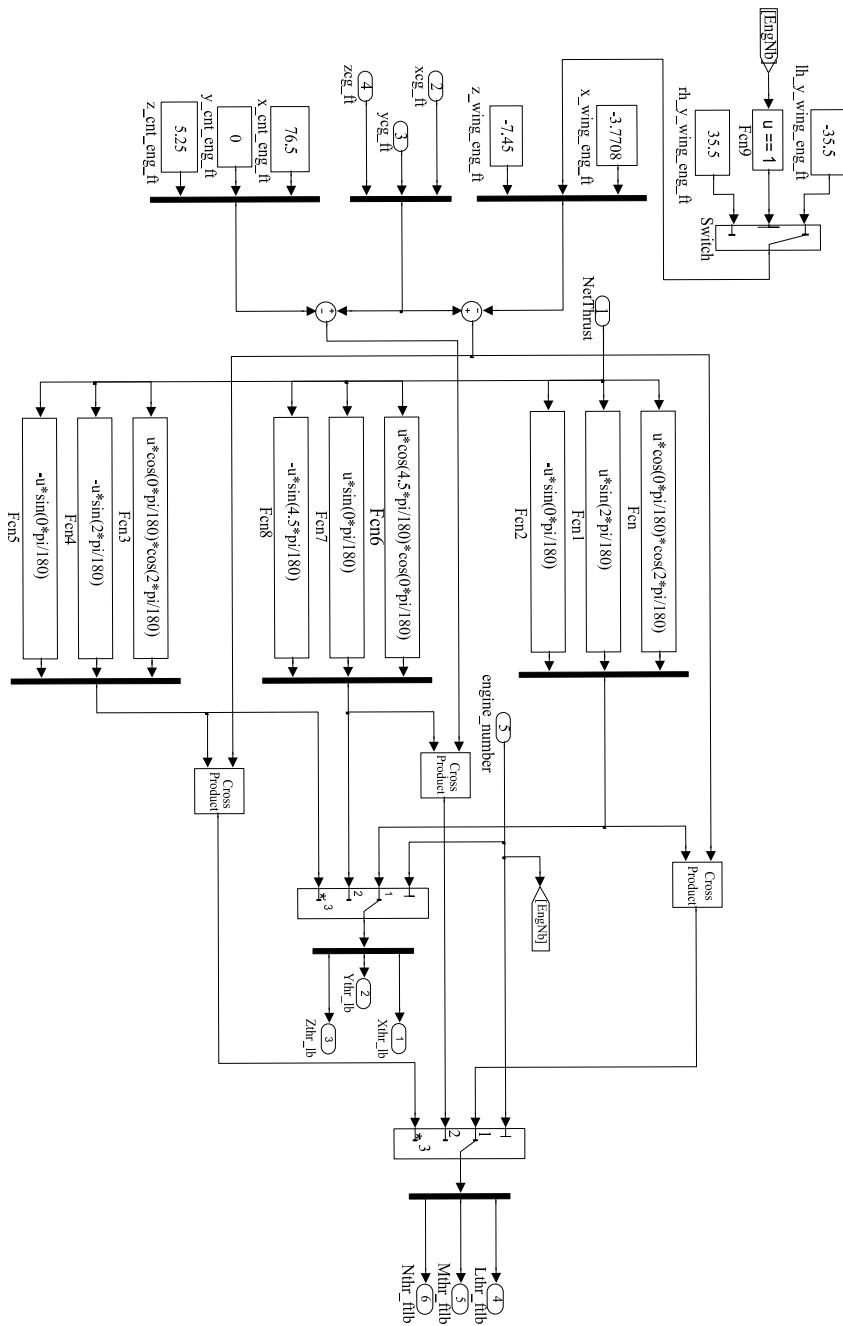 -35.5
lh_y_wing_eng_ft
[EngNb]
u == 1
Fcn9
35.5
rh_y_wing_eng_ft
Switch
-3.7708
x_wing_eng_ft
-7.45
z_wing_eng_ft
2
xcg_ft
3
ycg_ft
4
zcg_ft
76.5
x_cnt_eng_ft
0
y_cnt_eng_ft
5.25
z_cnt_eng_ft
1
NetThrust
−
+
+
−
u*cos(0*pi/180)*cos(2*pi/180)
Fcn
u*sin(2*pi/180)
Fcn1
-u*sin(0*pi/180)
Fcn2
u*cos(4.5*pi/180)*cos(0*pi/180)
Fcn6
u*sin(0*pi/180)
Fcn7
-u*sin(4.5*pi/180)
Fcn8
u*cos(0*pi/180)*cos(2*pi/180)
Fcn3
-u*sin(2*pi/180)
Fcn4
-u*sin(0*pi/180)
Fcn5
5
engine_number
Cross
Product
Cross
Product
Cross
Product
[EngNb]
1
2
*, 3
1
Xthr_lb
2
Ythr_lb
3
Zthr_lb
1
2
*, 3
4
Lthr_ftlb
5
Mthr_ftlb
6
Nthr_ftlb